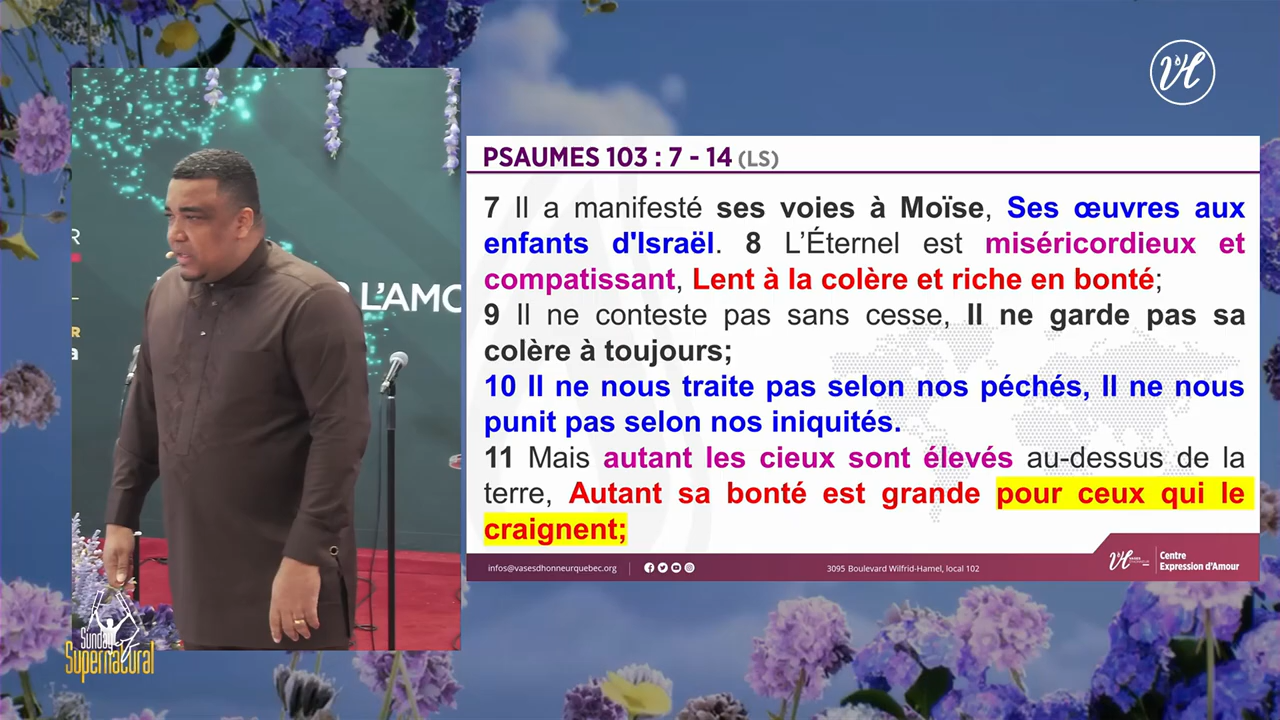 VH
PSAUMES 103 : 7 - 14 (LS)
7 Il a manifesté ses voies à Moïse, Ses œuvres aux
enfants d'Israël. 8 L’Éternel est miséricordieux et
compatissant, Lent à la colère et riche en bonté;
9 Il ne conteste pas sans cesse, Il ne garde pas sa
colère à toujours;
10 Il ne nous traite pas selon nos péchés, Il ne nous
punit pas selon nos iniquités.
11 Mais autant les cieux sont élevés au-dessus de la
terre, Autant sa bonté est grande pour ceux qui le
craignent;
infos@vasesdhonneurquebec.org
3095 Boulevard Wilfrid-Hamel, local 102
VH
Centre
Expression d’Amour
R
L’AMO
R
a
Sunday of
Supernatural